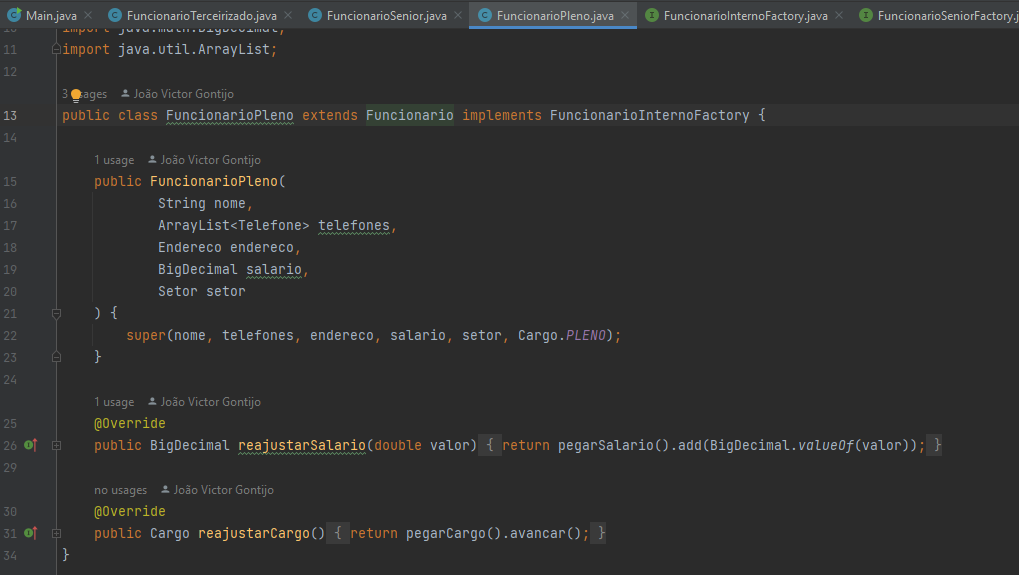 Main.java FuncionarioTerceirizado.java FuncionarioSenior.java FuncionarioPleno.java FuncionarioInternoFactory.java FuncionarioSeniorFactory.j
10 import java.math.BigDecimal;
11 import java.util.ArrayList;
12
3 ages João Victor Gontijo
13 public class FuncionarioPleno extends Funcionario implements FuncionarioInternoFactory {
14
1 usage João Victor Gontijo
15 public FuncionarioPleno(
16 String nome,
17 ArrayList<Telefone> telefones,
18 Endereco endereco,
19 BigDecimal salario,
20 Setor setor
21 ) {
22 super(nome, telefones, endereco, salario, setor, Cargo.PLENO);
23 }
24
1 usage João Victor Gontijo
25 @Override
26 public BigDecimal reajustarSalario(double valor) { return pegarSalario().add(BigDecimal.valueOf(valor)); }
29
no usages João Victor Gontijo
30 @Override
31 public Cargo reajustarCargo() { return pegarCargo().avancar(); }
34 }